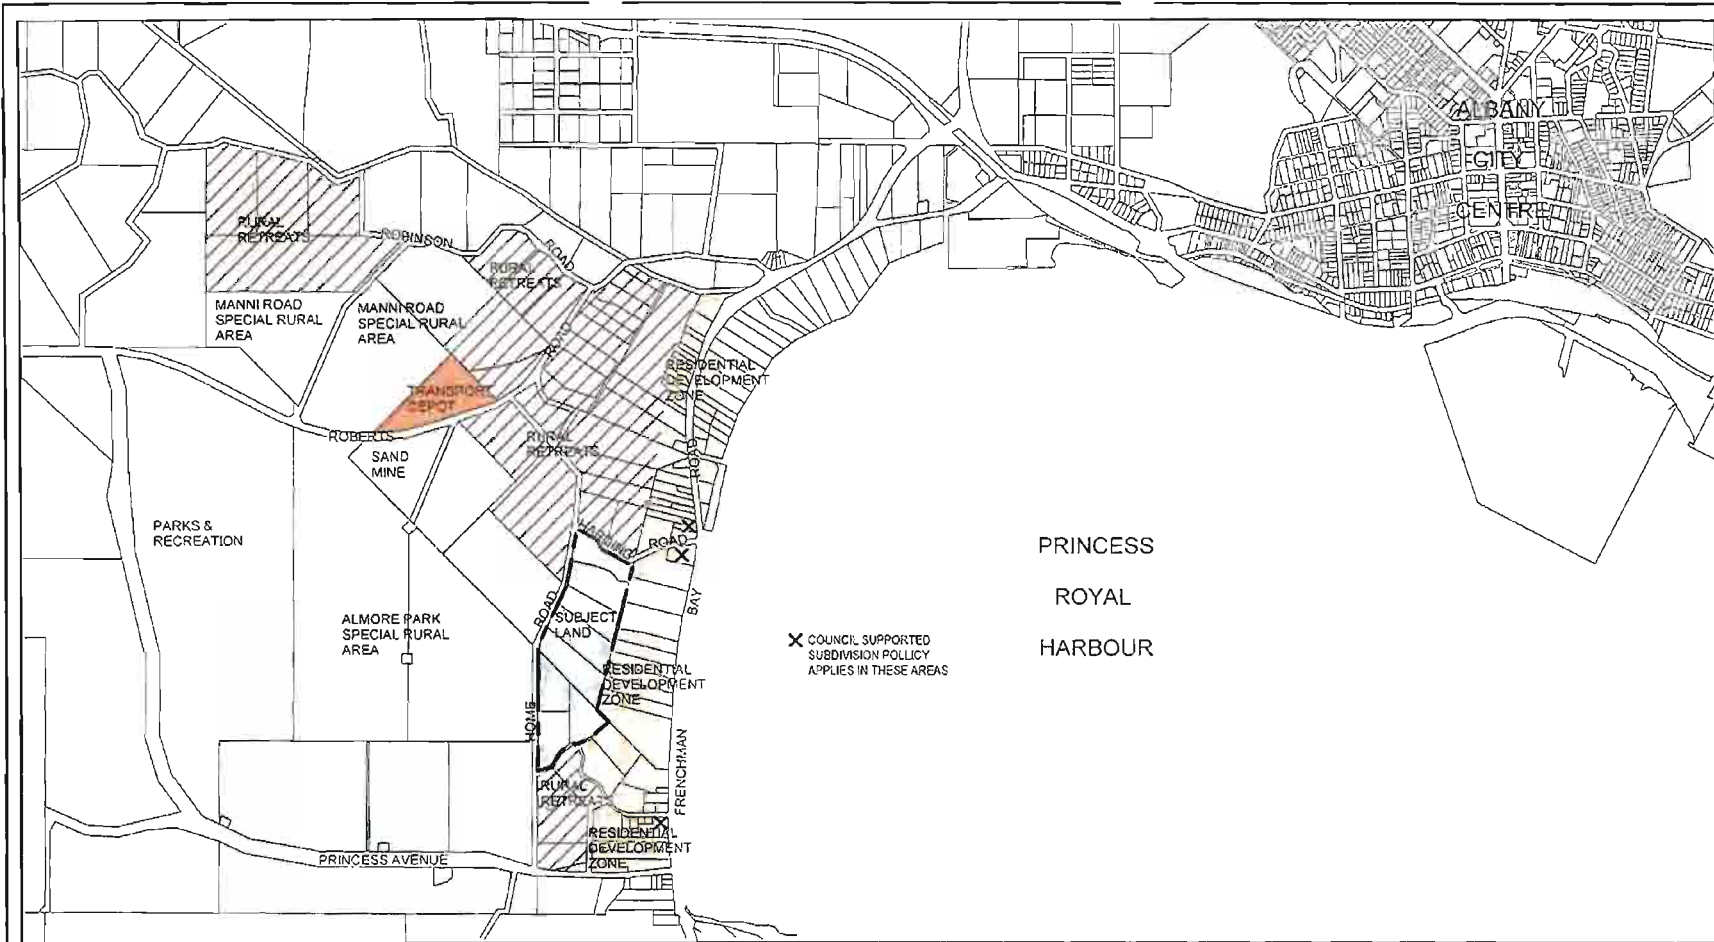 ALBANY
CITY
CENTRE
RURAL
RETREATS
ROBINSON
ROAD
RURAL
RETREATS
MANNI ROAD
SPECIAL RURAL
AREA
MANNI ROAD
SPECIAL RURAL
AREA
ROAD
RESIDENTIAL
DEVELOPMENT
ZONE
TRANSPORT
DEPOT
ROBERTS
SAND
MINE
RURAL
RETREATS
ROAD
PARKS &
RECREATION
HARDING
ROAD
PRINCESS
ROYAL
HARBOUR
BAY
ROAD
SUBJECT
LAND
ALMORE PARK
SPECIAL RURAL
AREA
X COUNCIL SUPPORTED
SUBDIVISION POLLICY
APPLIES IN THESE AREAS
RESIDENTIAL
DEVELOPMENT
ZONE
HOME
FRENCHMAN
RURAL
RETREATS
RESIDENTIAL
DEVELOPMENT
ZONE
PRINCESS AVENUE